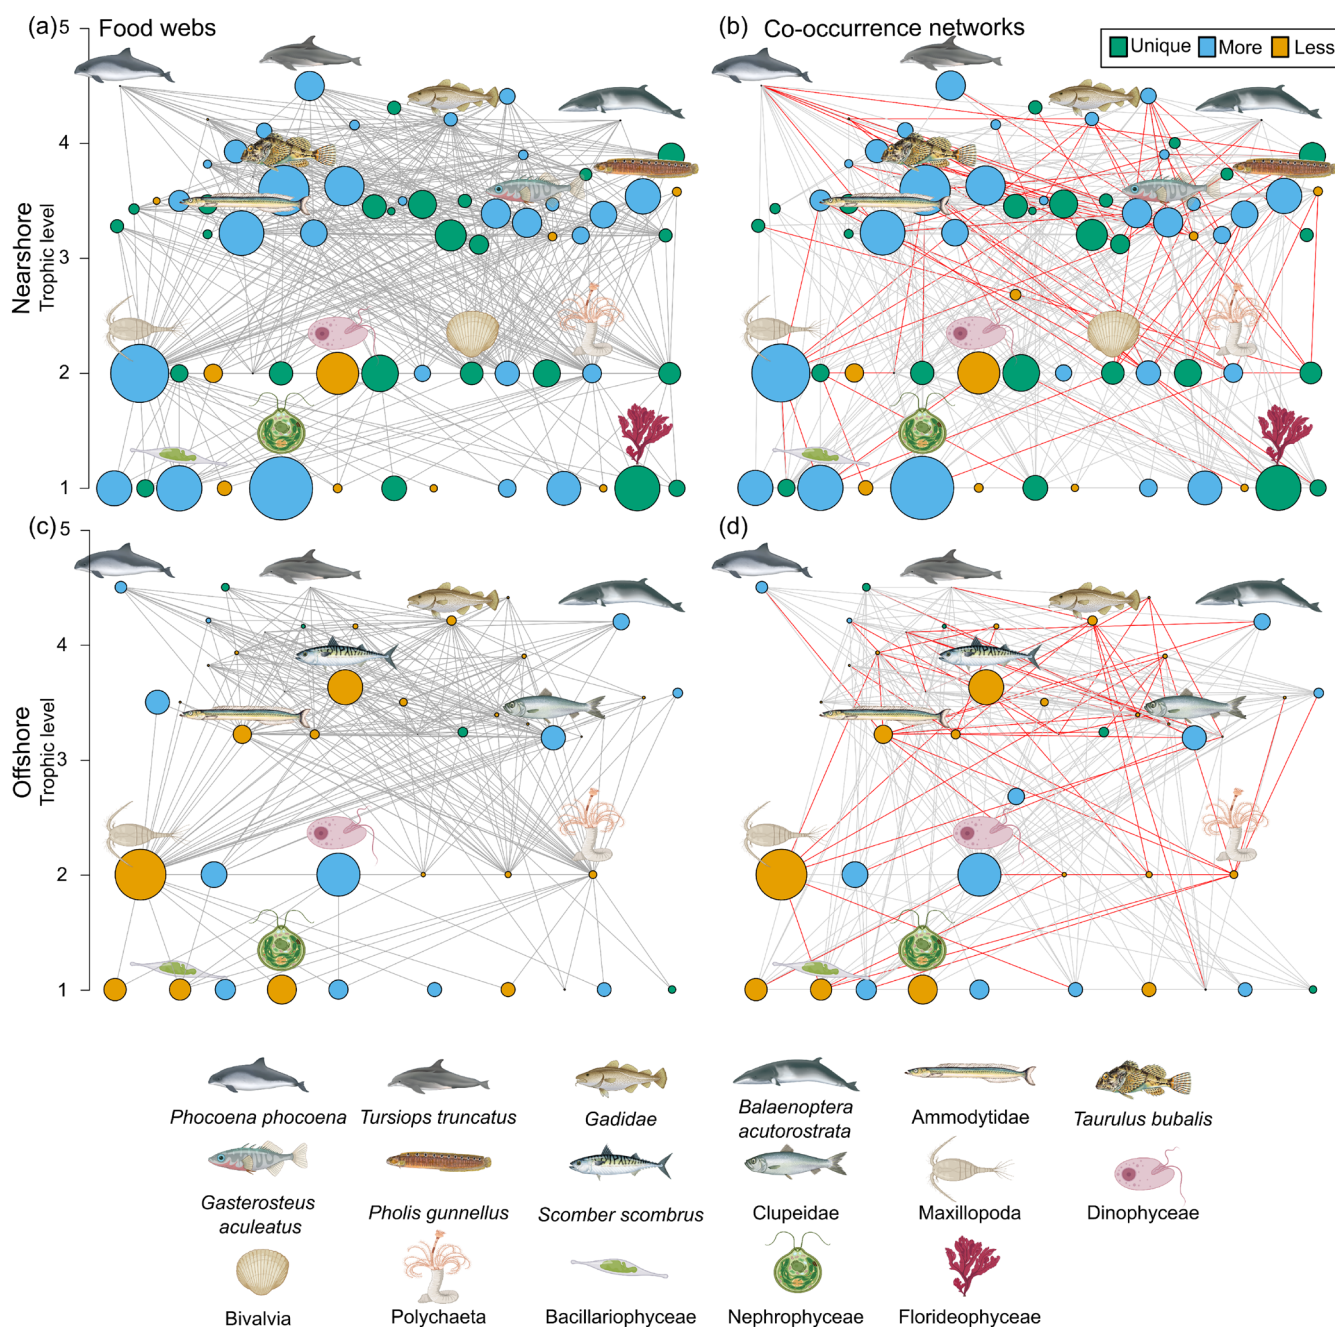 (a) Food webs
(b) Co-occurrence networks
Unique More Less
5
4
3
2
1
Nearshore
Trophic level
(c)
(d)
5
4
3
2
1
Offshore
Trophic level
Phocoena phocoena
Tursiops truncatus
Gadidae
Balaenoptera
acutorostrata
Ammodytidae
Taurulus bubalis
Gasterosteus
aculeatus
Pholis gunnellus
Scomber scombrus
Clupeidae
Maxillopoda
Dinophyceae
Bivalvia
Polychaeta
Bacillariophyceae
Nephrophyceae
Florideophyceae